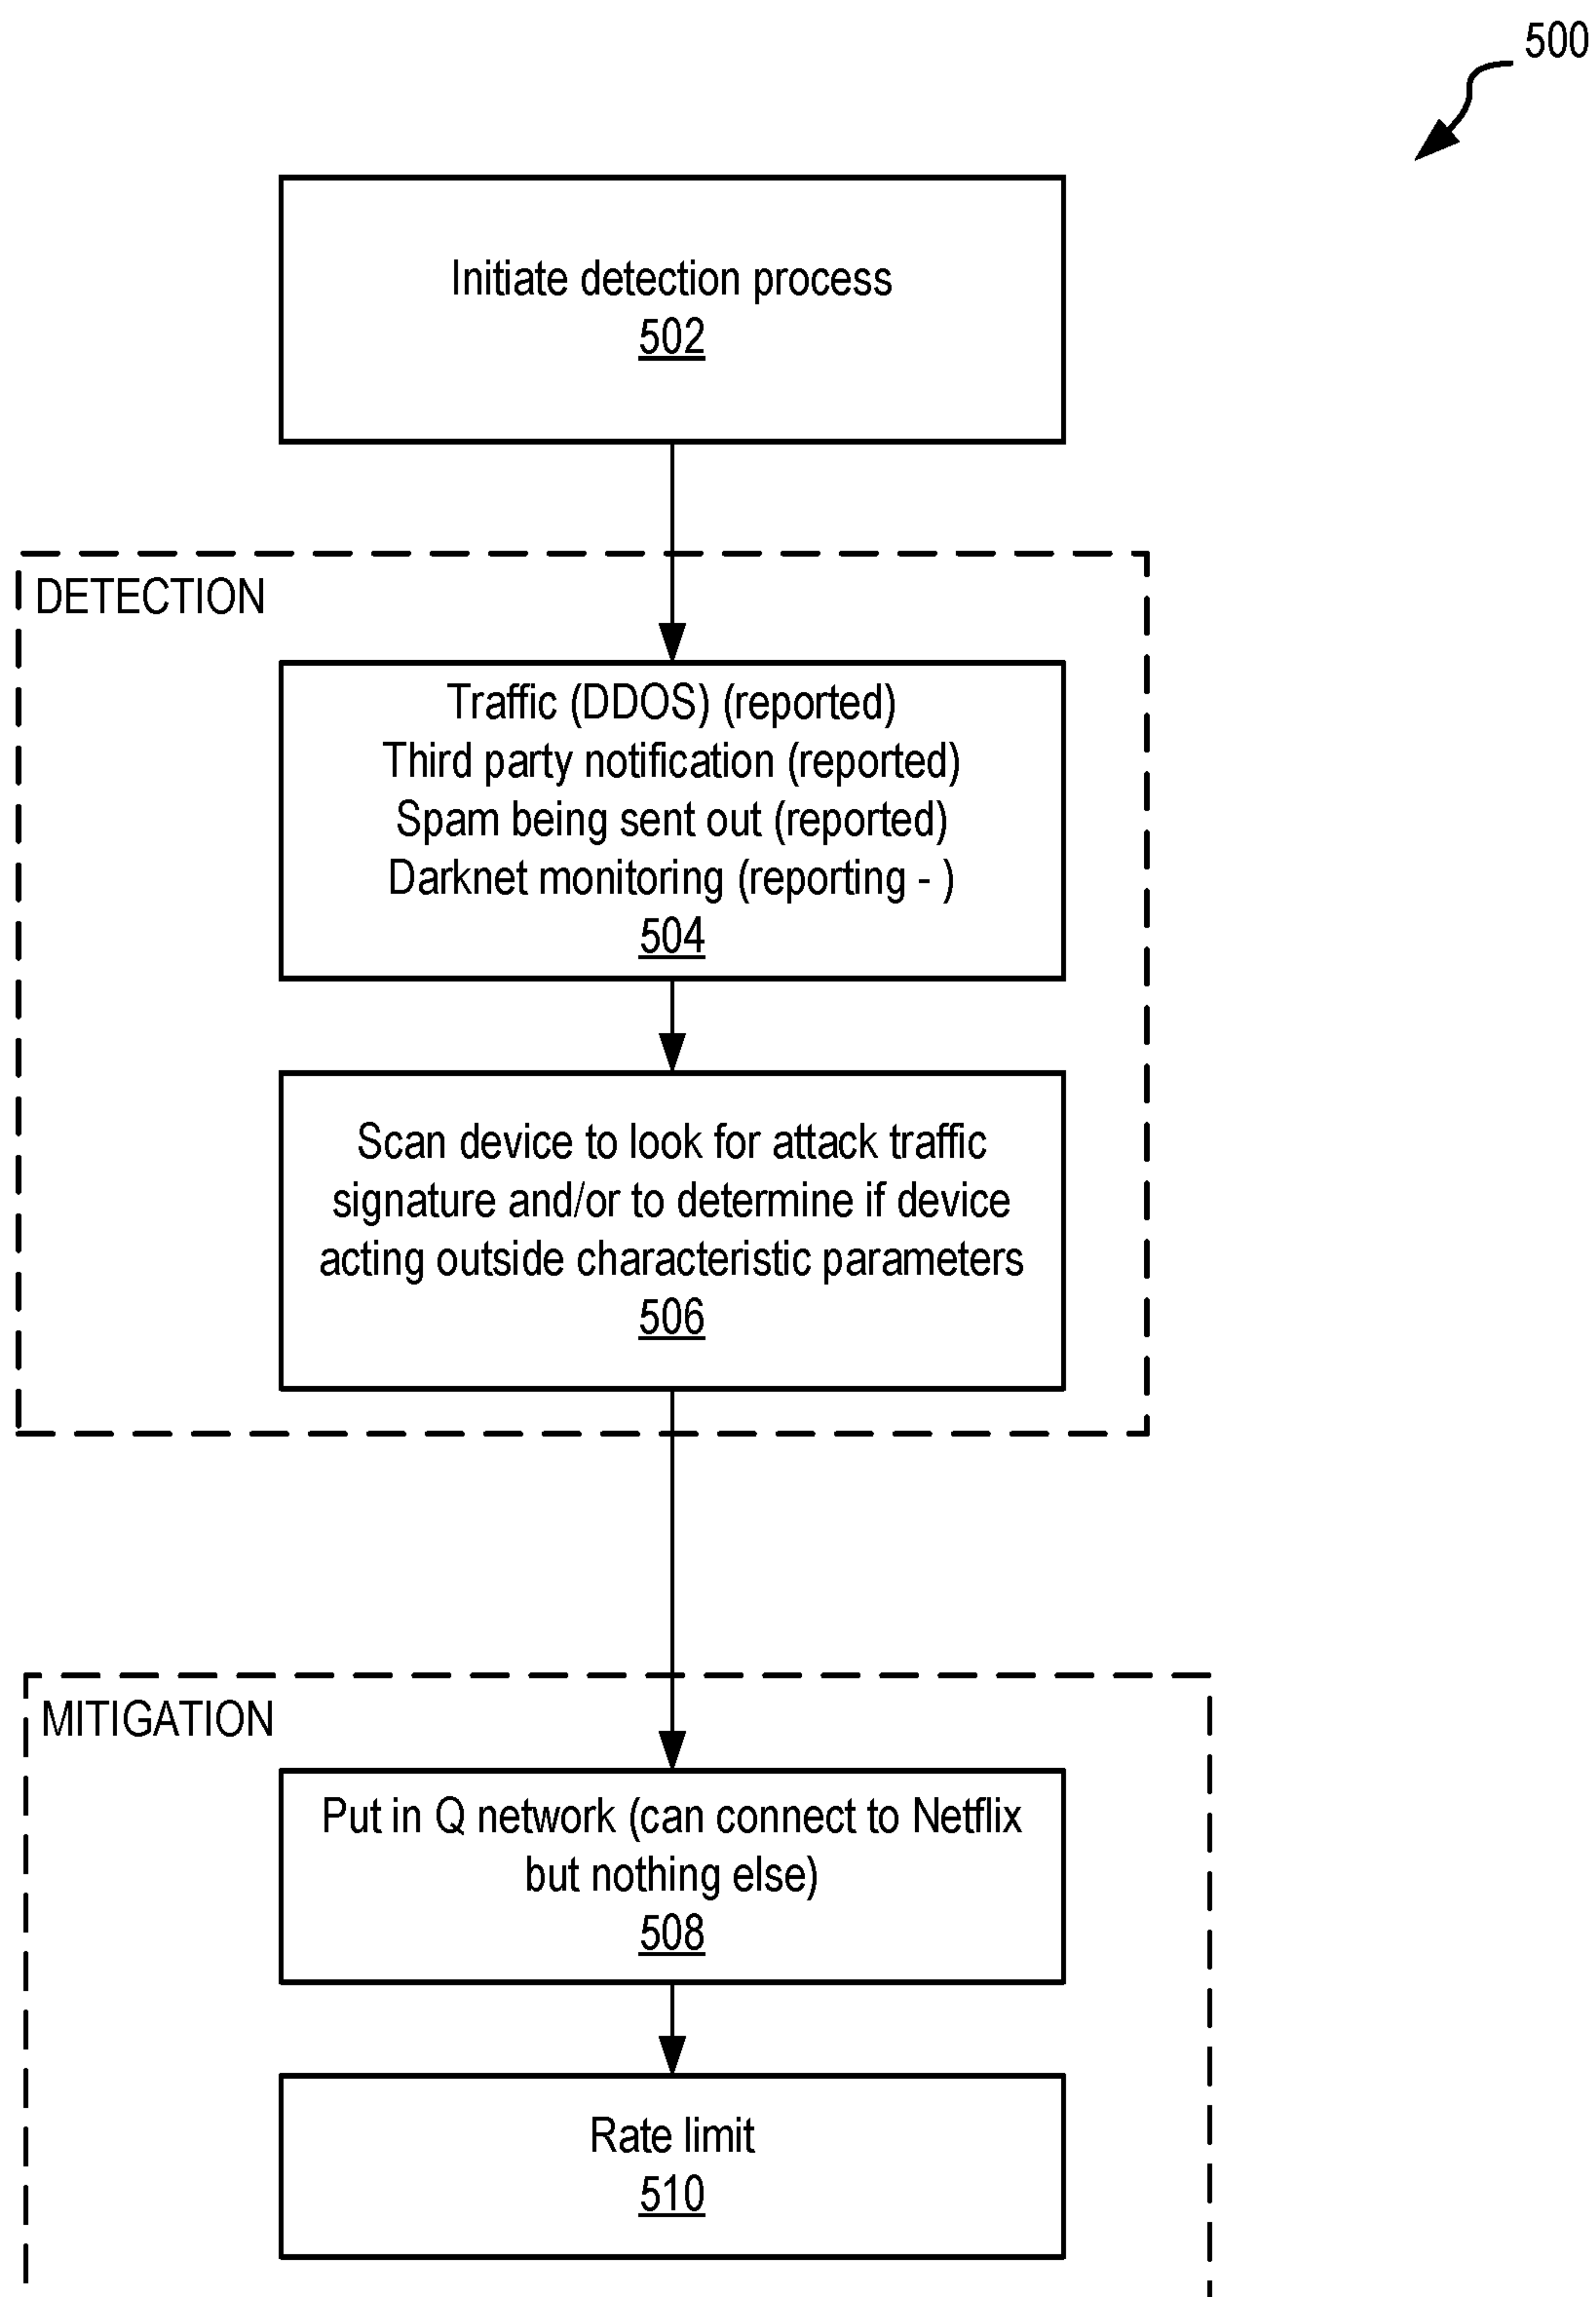 500
Initiate detection process
502
DETECTION
Traffic (DDOS) (reported)
Third party notification (reported)
Spam being sent out (reported)
Darknet monitoring (reporting - )
504
Scan device to look for attack traffic
signature and/or to determine if device
acting outside characteristic parameters
506
MITIGATION
Put in Q network (can connect to Netflix
but nothing else)
508
Rate limit
510